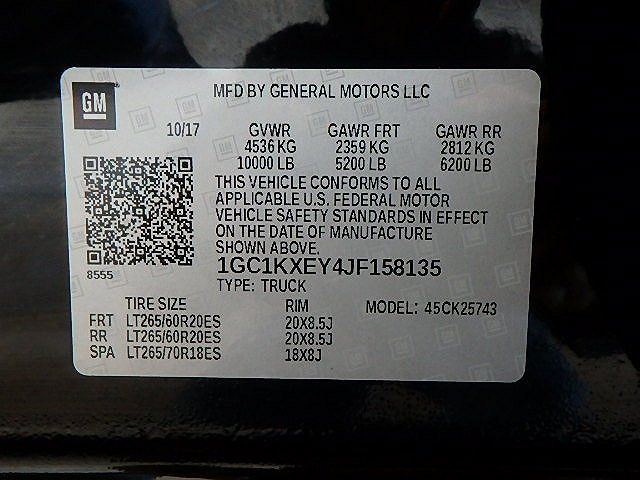 GM
MFD BY GENERAL MOTORS LLC
10/17 GVWR GAWR FRT GAWR RR
4536 KG 2359 KG 2812 KG
10000 LB 5200 LB 6200 LB
THIS VEHICLE CONFORMS TO ALL
APPLICABLE U.S. FEDERAL MOTOR
VEHICLE SAFETY STANDARDS IN EFFECT
ON THE DATE OF MANUFACTURE
SHOWN ABOVE.
8555
1GC1KXEY4JF158135
TYPE: TRUCK
TIRE SIZE RIM MODEL: 45CK25743
FRT LT265/60R20ES 20X8.5J
RR LT265/60R20ES 20X8.5J
SPA LT265/70R18ES 18X8J